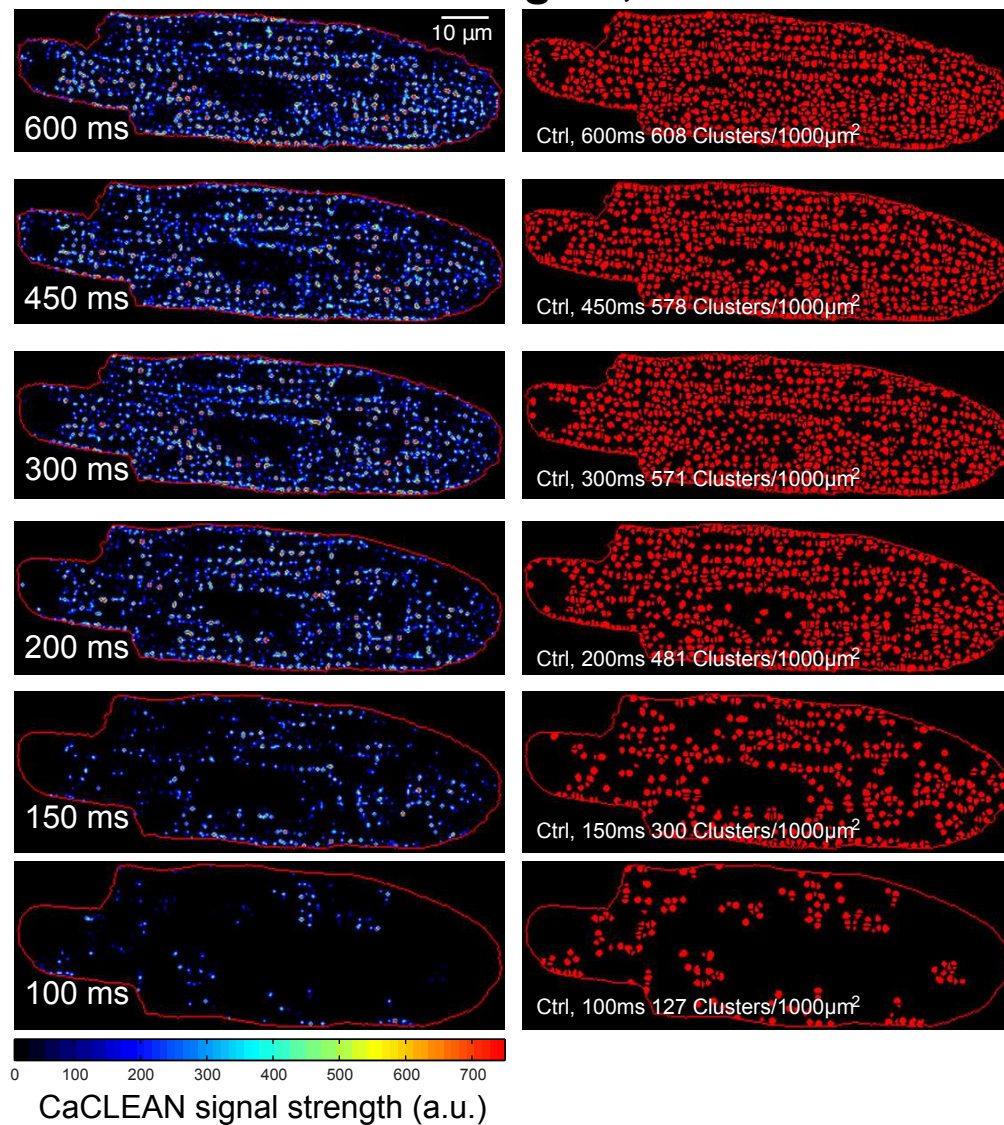 10 µm
600 ms
Ctrl, 600ms 608 Clusters/1000µm²
450 ms
Ctrl, 450ms 578 Clusters/1000µm²
300 ms
Ctrl, 300ms 571 Clusters/1000µm²
200 ms
Ctrl, 200ms 481 Clusters/1000µm²
150 ms
Ctrl, 150ms 300 Clusters/1000µm²
100 ms
Ctrl, 100ms 127 Clusters/1000µm²
0 100 200 300 400 500 600 700
CaCLEAN signal strength (a.u.)